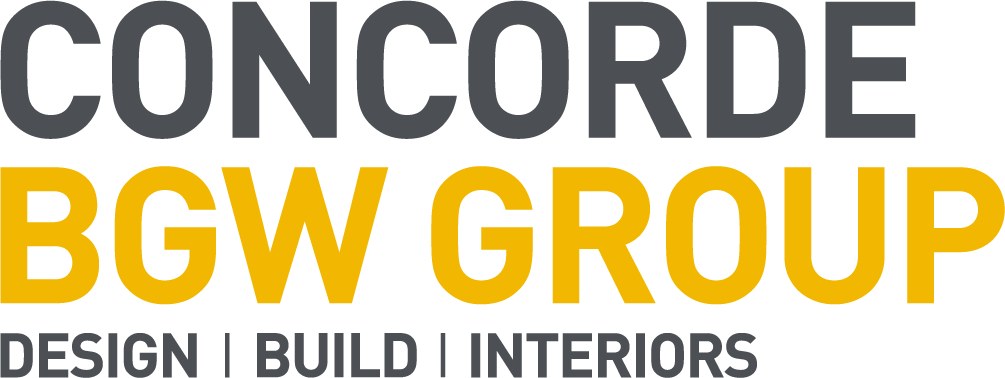 CONCORDE
BGW GROUP
DESIGN | BUILD | INTERIORS